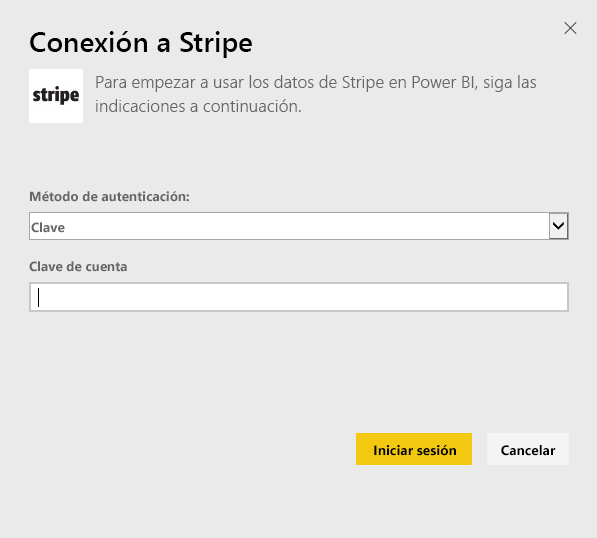 Conexión a Stripe
stripe
Para empezar a usar los datos de Stripe en Power BI, siga las
indicaciones a continuación.
Método de autenticación:
Clave
Clave de cuenta
Iniciar sesión
Cancelar